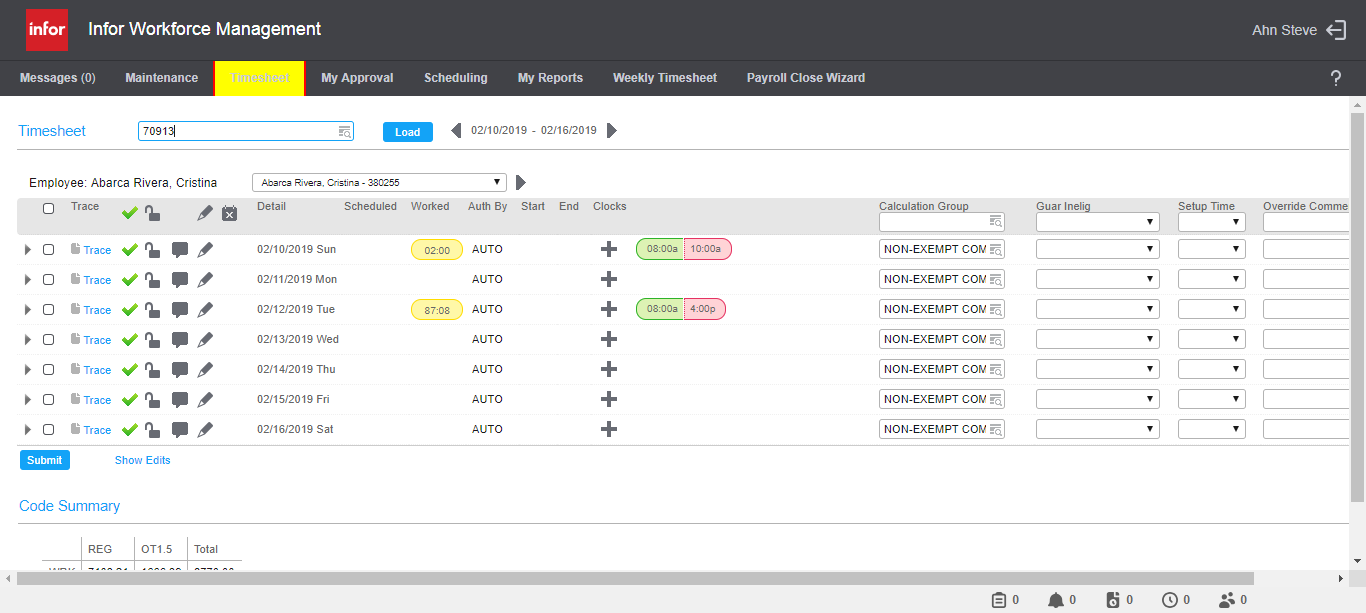 infor Infor Workforce Management Ahn Steve
Messages (0) Maintenance Timesheet My Approval Scheduling My Reports Weekly Timesheet Payroll Close Wizard ?
Timesheet 70913 Load 02/10/2019 - 02/16/2019
Employee: Abarca Rivera, Cristina Abarca Rivera, Cristina - 380255
Trace Detail Scheduled Worked Auth By Start End Clocks Calculation Group Guar Inelig Setup Time Override Comme
Trace 02/10/2019 Sun 02:00 AUTO 08:00a 10:00a NON-EXEMPT COM
Trace 02/11/2019 Mon AUTO NON-EXEMPT COM
Trace 02/12/2019 Tue 87:08 AUTO 08:00a 4:00p NON-EXEMPT COM
Trace 02/13/2019 Wed AUTO NON-EXEMPT COM
Trace 02/14/2019 Thu AUTO NON-EXEMPT COM
Trace 02/15/2019 Fri AUTO NON-EXEMPT COM
Trace 02/16/2019 Sat AUTO NON-EXEMPT COM
Submit Show Edits
Code Summary
REG OT1.5 Total
0 0 0 0 0